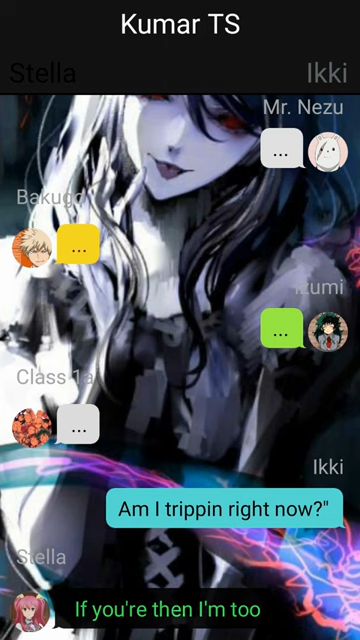 Kumar TS
Stella
Ikki
Mr. Nezu
...
Bakugo
...
Izumi
...
Class 1a
...
Ikki
Am I trippin right now?"
Stella
If you're then I'm too